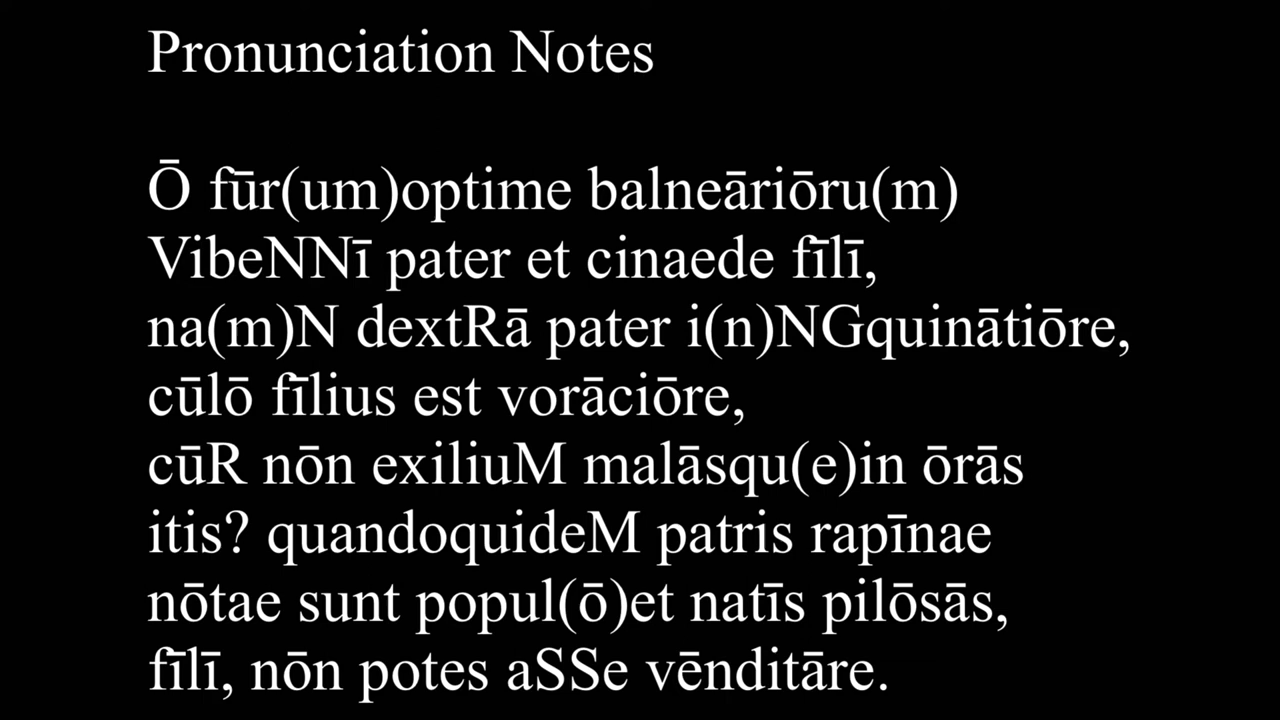 Pronunciation Notes
Ō fūr(um)optime balneāriōru(m)
VibeNNī pater et cinaede fīlī,
na(m)N dextRā pater i(n)NGquinātiōre,
cūlō fīlius est vorāciōre,
cūR nōn exiliuM malāsqu(e)in ōrās
itis? quandoquideM patris rapīnae
nōtae sunt popul(ō)et natīs pilōsās,
fīlī, nōn potes aSSe vēnditāre.